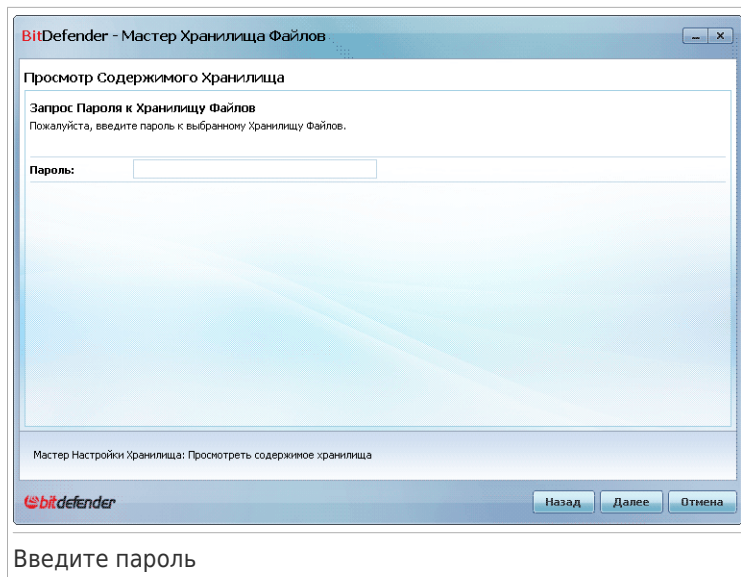 BitDefender - Мастер Хранилища Файлов
Просмотр Содержимого Хранилища
Запрос Пароля к Хранилищу Файлов
Пожалуйста, введите пароль к выбранному Хранилищу Файлов.
Пароль:
Мастер Настройки Хранилища: Просмотреть содержимое хранилища
bitdefender
Назад Далее Отмена
Введите пароль